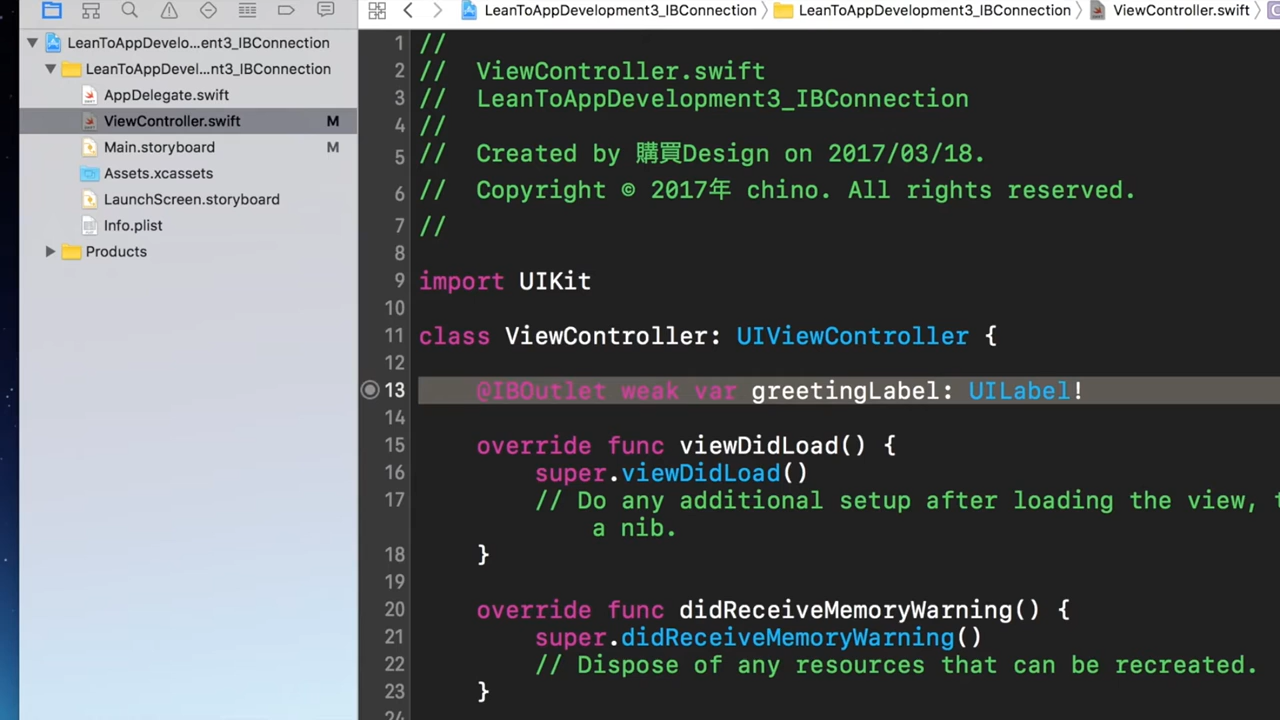 LeanToAppDevelopment3_IBConnection
LeanToAppDevelopment3_IBConnection
ViewController.swift
LeanToAppDevelo...ent3_IBConnection
LeanToAppDevel...nt3_IBConnection
AppDelegate.swift
ViewController.swift M
Main.storyboard M
Assets.xcassets
LaunchScreen.storyboard
Info.plist
Products
1 //
2 // ViewController.swift
3 // LeanToAppDevelopment3_IBConnection
4 //
5 // Created by 購買Design on 2017/03/18.
6 // Copyright © 2017年 chino. All rights reserved.
7 //
8
9 import UIKit
10
11 class ViewController: UIViewController {
12
13 @IBOutlet weak var greetingLabel: UILabel!
14
15 override func viewDidLoad() {
16 super.viewDidLoad()
17 // Do any additional setup after loading the view,
a nib.
18 }
19
20 override func didReceiveMemoryWarning() {
21 super.didReceiveMemoryWarning()
22 // Dispose of any resources that can be recreated.
23 }